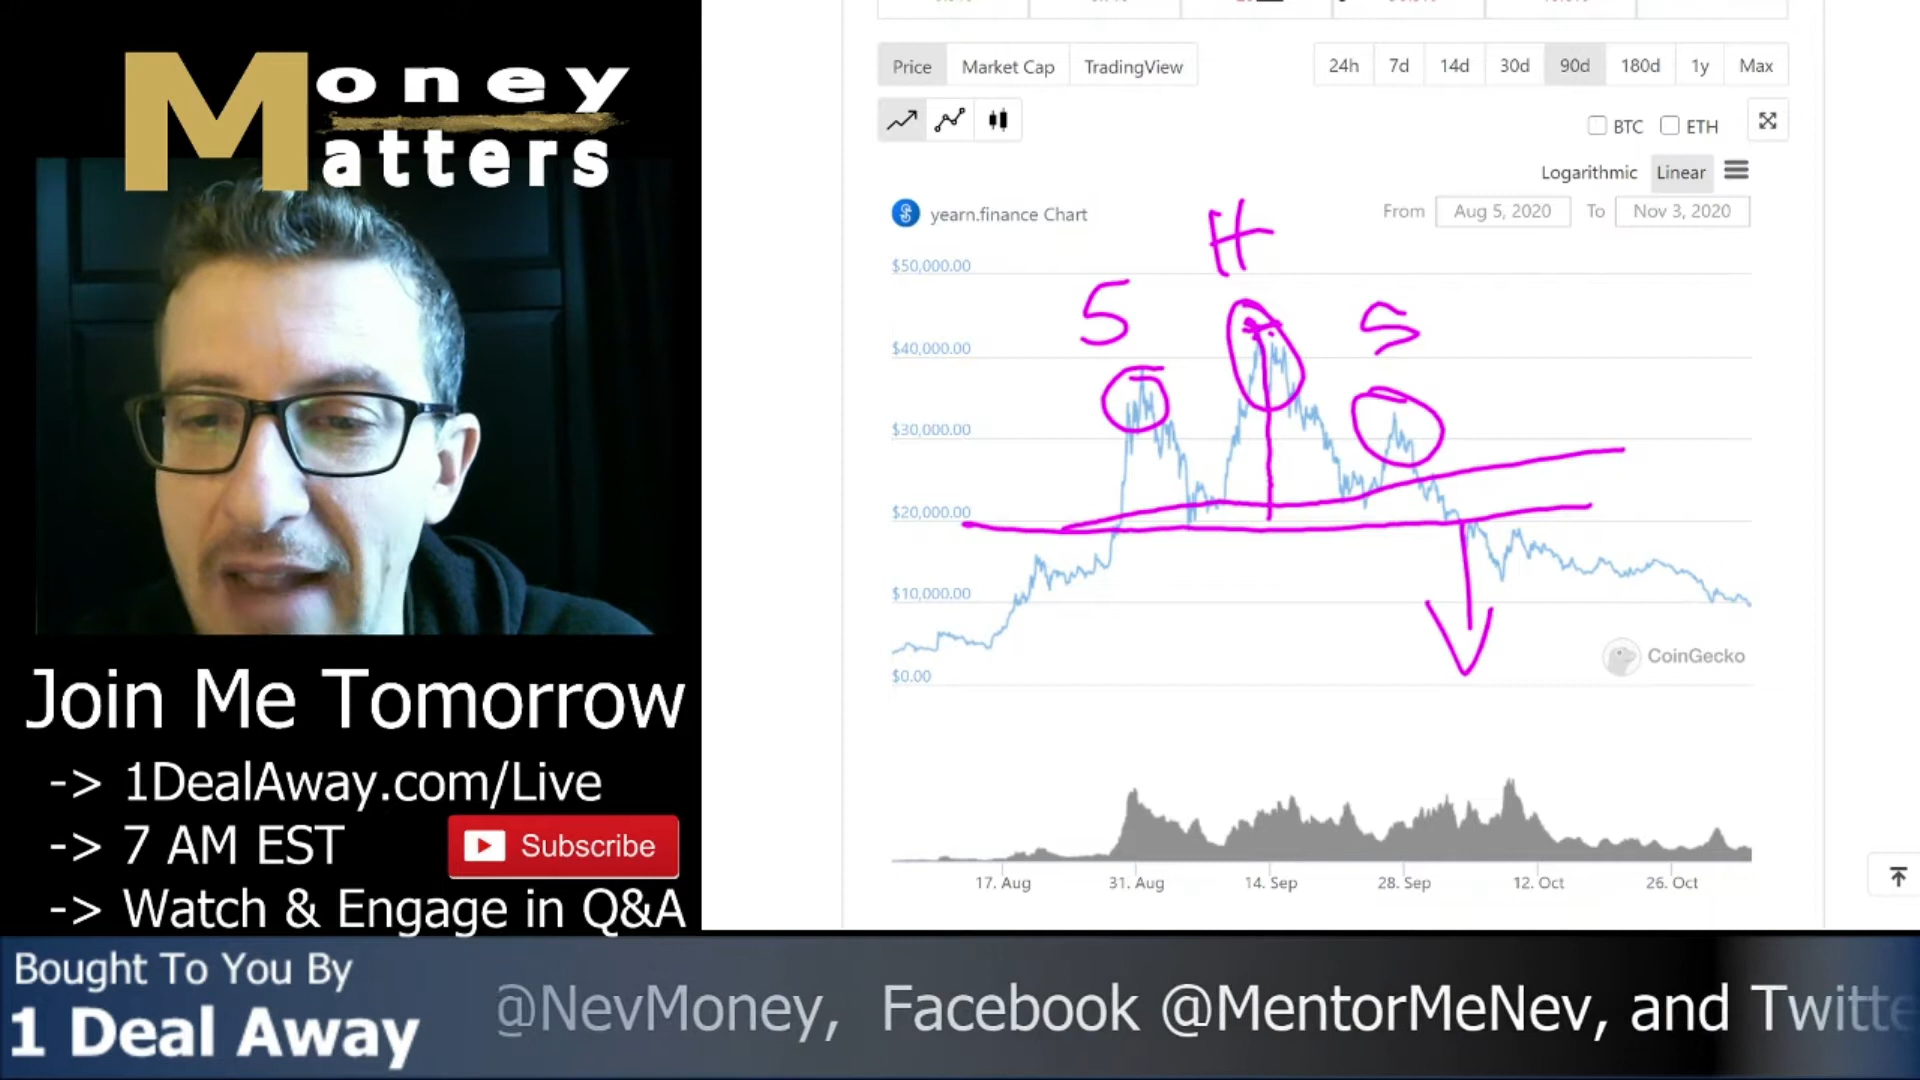 Money
Matters
Join Me Tomorrow
-> 1DealAway.com/Live
-> 7 AM EST
Subscribe
-> Watch & Engage in Q&A
Price Market Cap TradingView
24h 7d 14d 30d 90d 180d 1y Max
BTC ETH
Logarithmic Linear
yearn.finance Chart
From Aug 5, 2020 To Nov 3, 2020
H
S
S
$50,000.00
$40,000.00
$30,000.00
$20,000.00
$10,000.00
$0.00
CoinGecko
17. Aug 31. Aug 14. Sep 28. Sep 12. Oct 26. Oct
Bought To You By
1 Deal Away
@NevMoney, Facebook @MentorMeNev, and Twitte